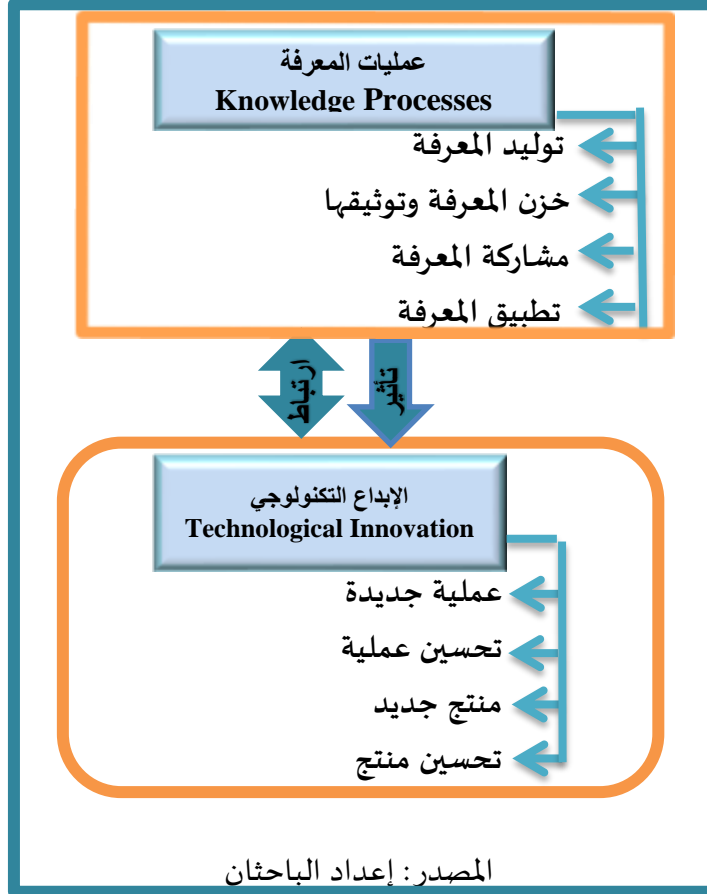 عمليات المعرفة
Knowledge Processes
توليد المعرفة
خزن المعرفة وتوثيقها
مشاركة المعرفة
تطبيق المعرفة
ارتباط
تأثير
الإبداع التكنولوجي
Technological Innovation
عملية جديدة
تحسين عملية
منتج جديد
تحسين منتج
المصدر: إعداد الباحثان